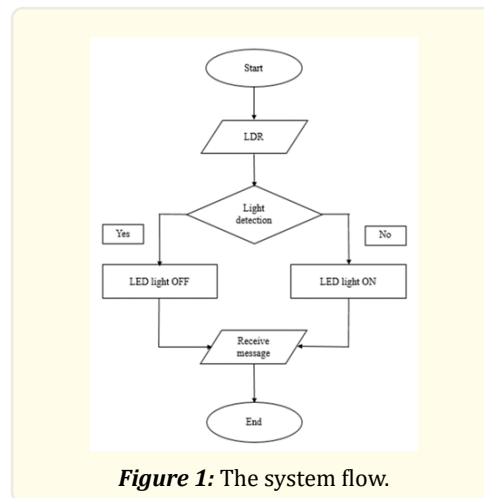 Start
LDR
Light
detection
Yes
No
LED light OFF
LED light ON
Receive
message
End
Figure 1: The system flow.